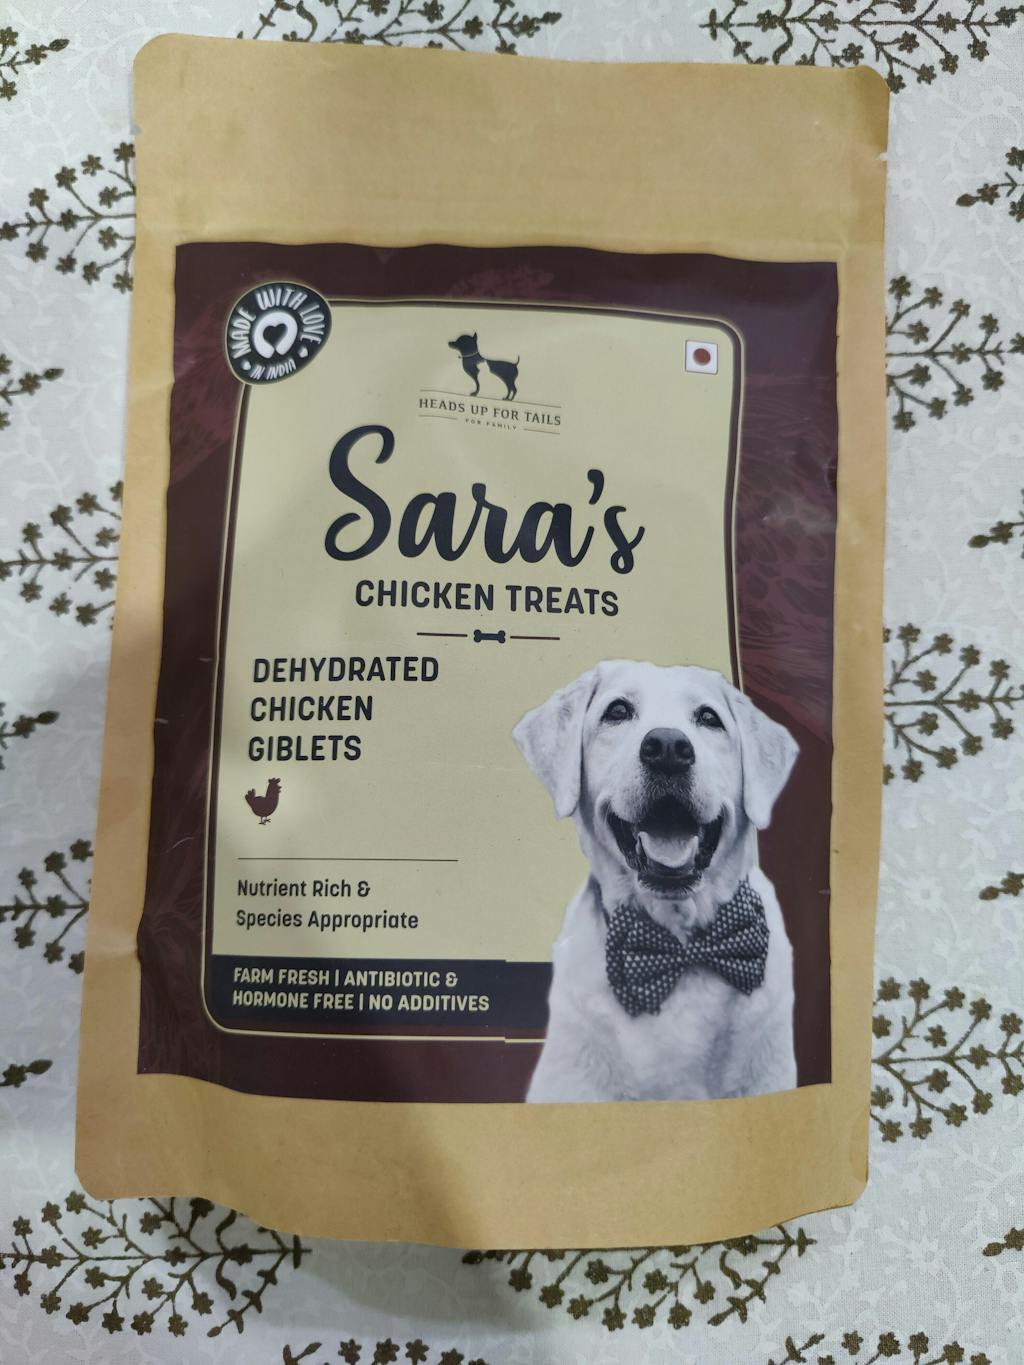 MADE WITH LOVE
IN INDIA
HEADS UP FOR TAILS
FOR FAMILY
Sara's
CHICKEN TREATS
DEHYDRATED
CHICKEN
GIBLETS
Nutrient Rich &
Species Appropriate
FARM FRESH | ANTIBIOTIC &
HORMONE FREE | NO ADDITIVES